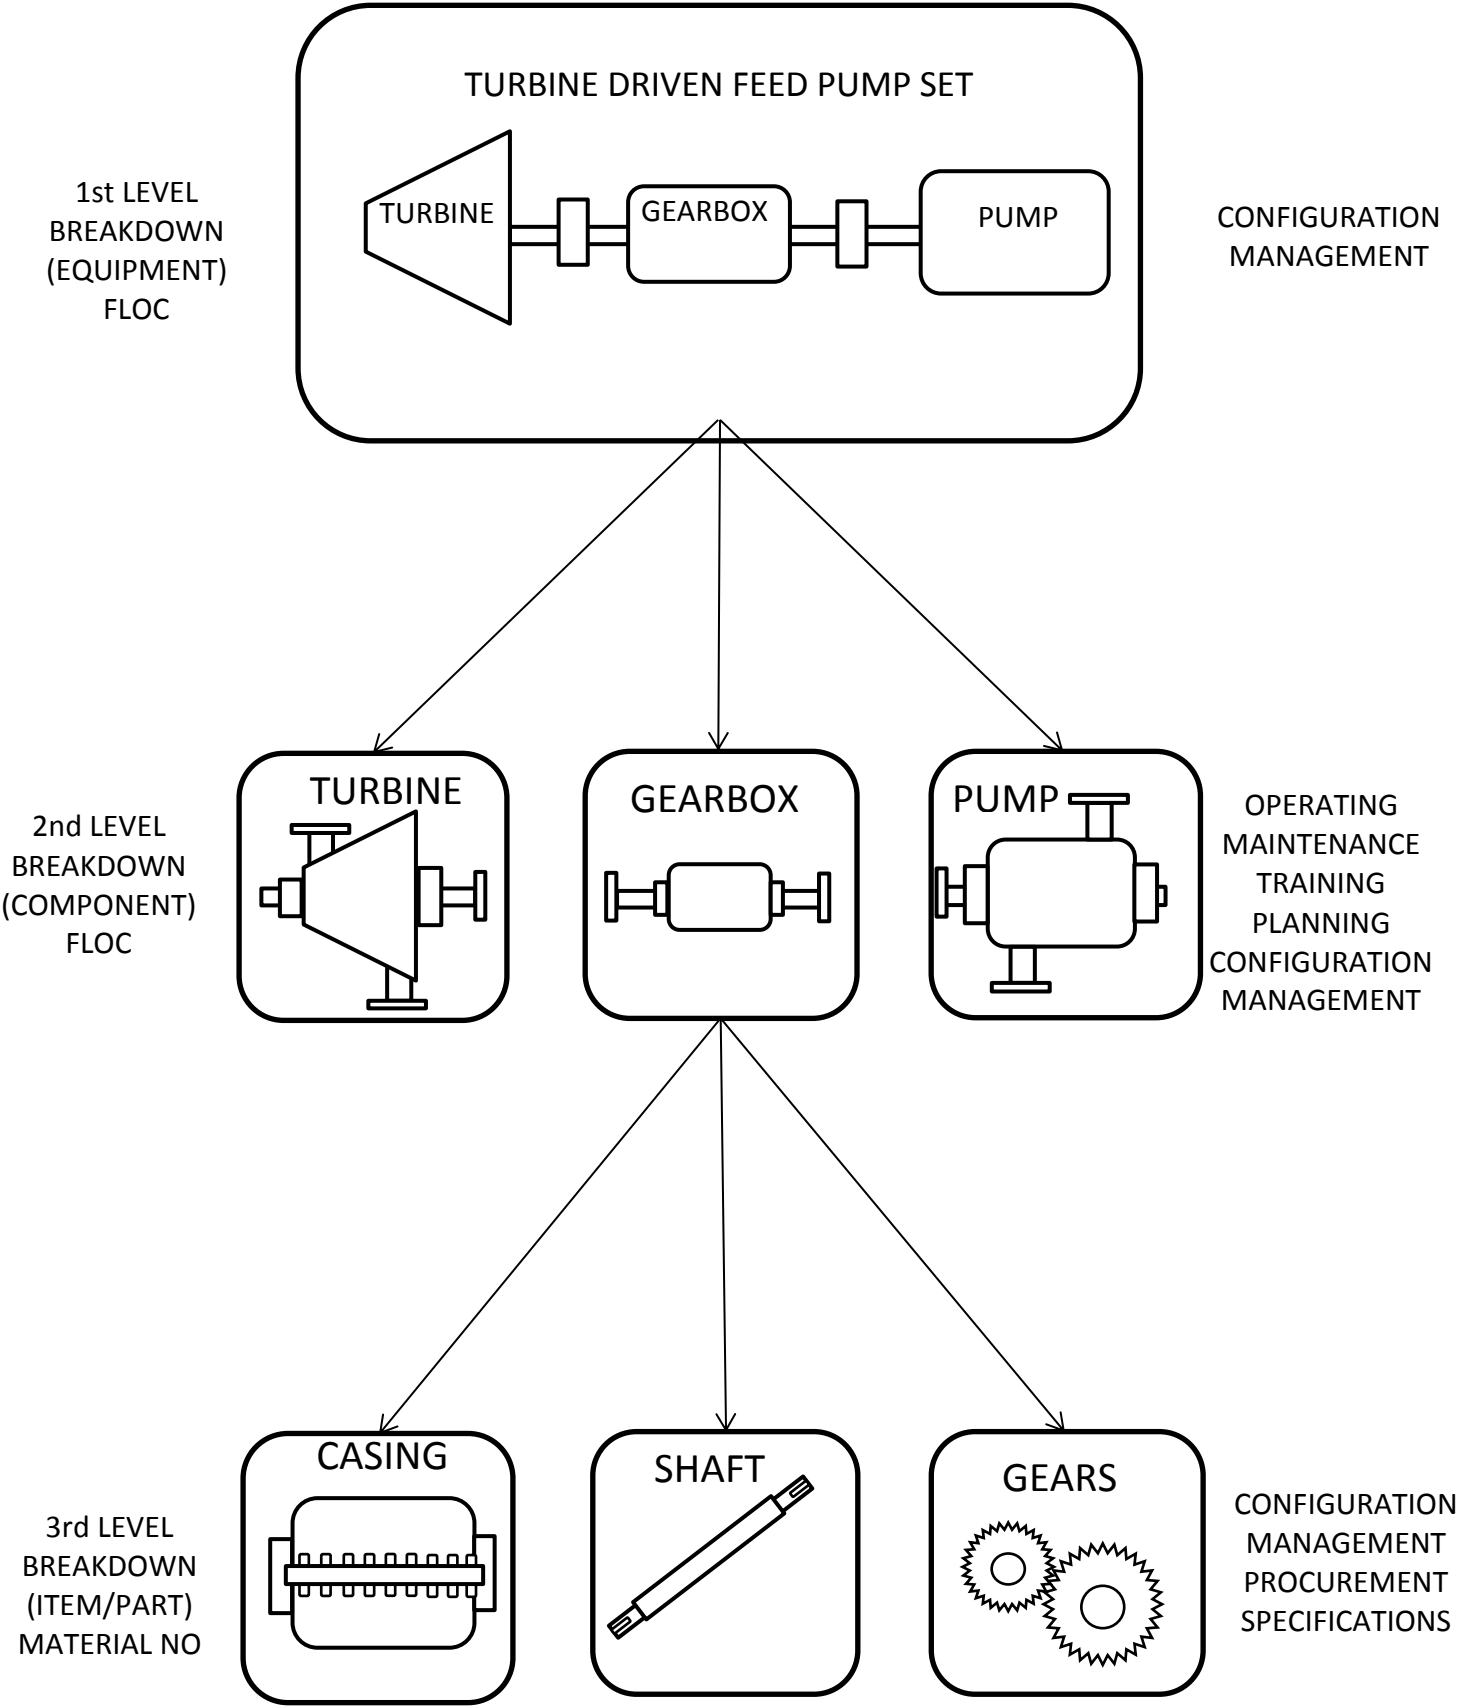 TURBINE DRIVEN FEED PUMP SET
1st LEVEL
BREAKDOWN
(EQUIPMENT)
FLOC
TURBINE
GEARBOX
PUMP
CONFIGURATION
MANAGEMENT
2nd LEVEL
BREAKDOWN
(COMPONENT)
FLOC
TURBINE
GEARBOX
PUMP
OPERATING
MAINTENANCE
TRAINING
PLANNING
CONFIGURATION
MANAGEMENT
3rd LEVEL
BREAKDOWN
(ITEM/PART)
MATERIAL NO
CASING
SHAFT
GEARS
CONFIGURATION
MANAGEMENT
PROCUREMENT
SPECIFICATIONS